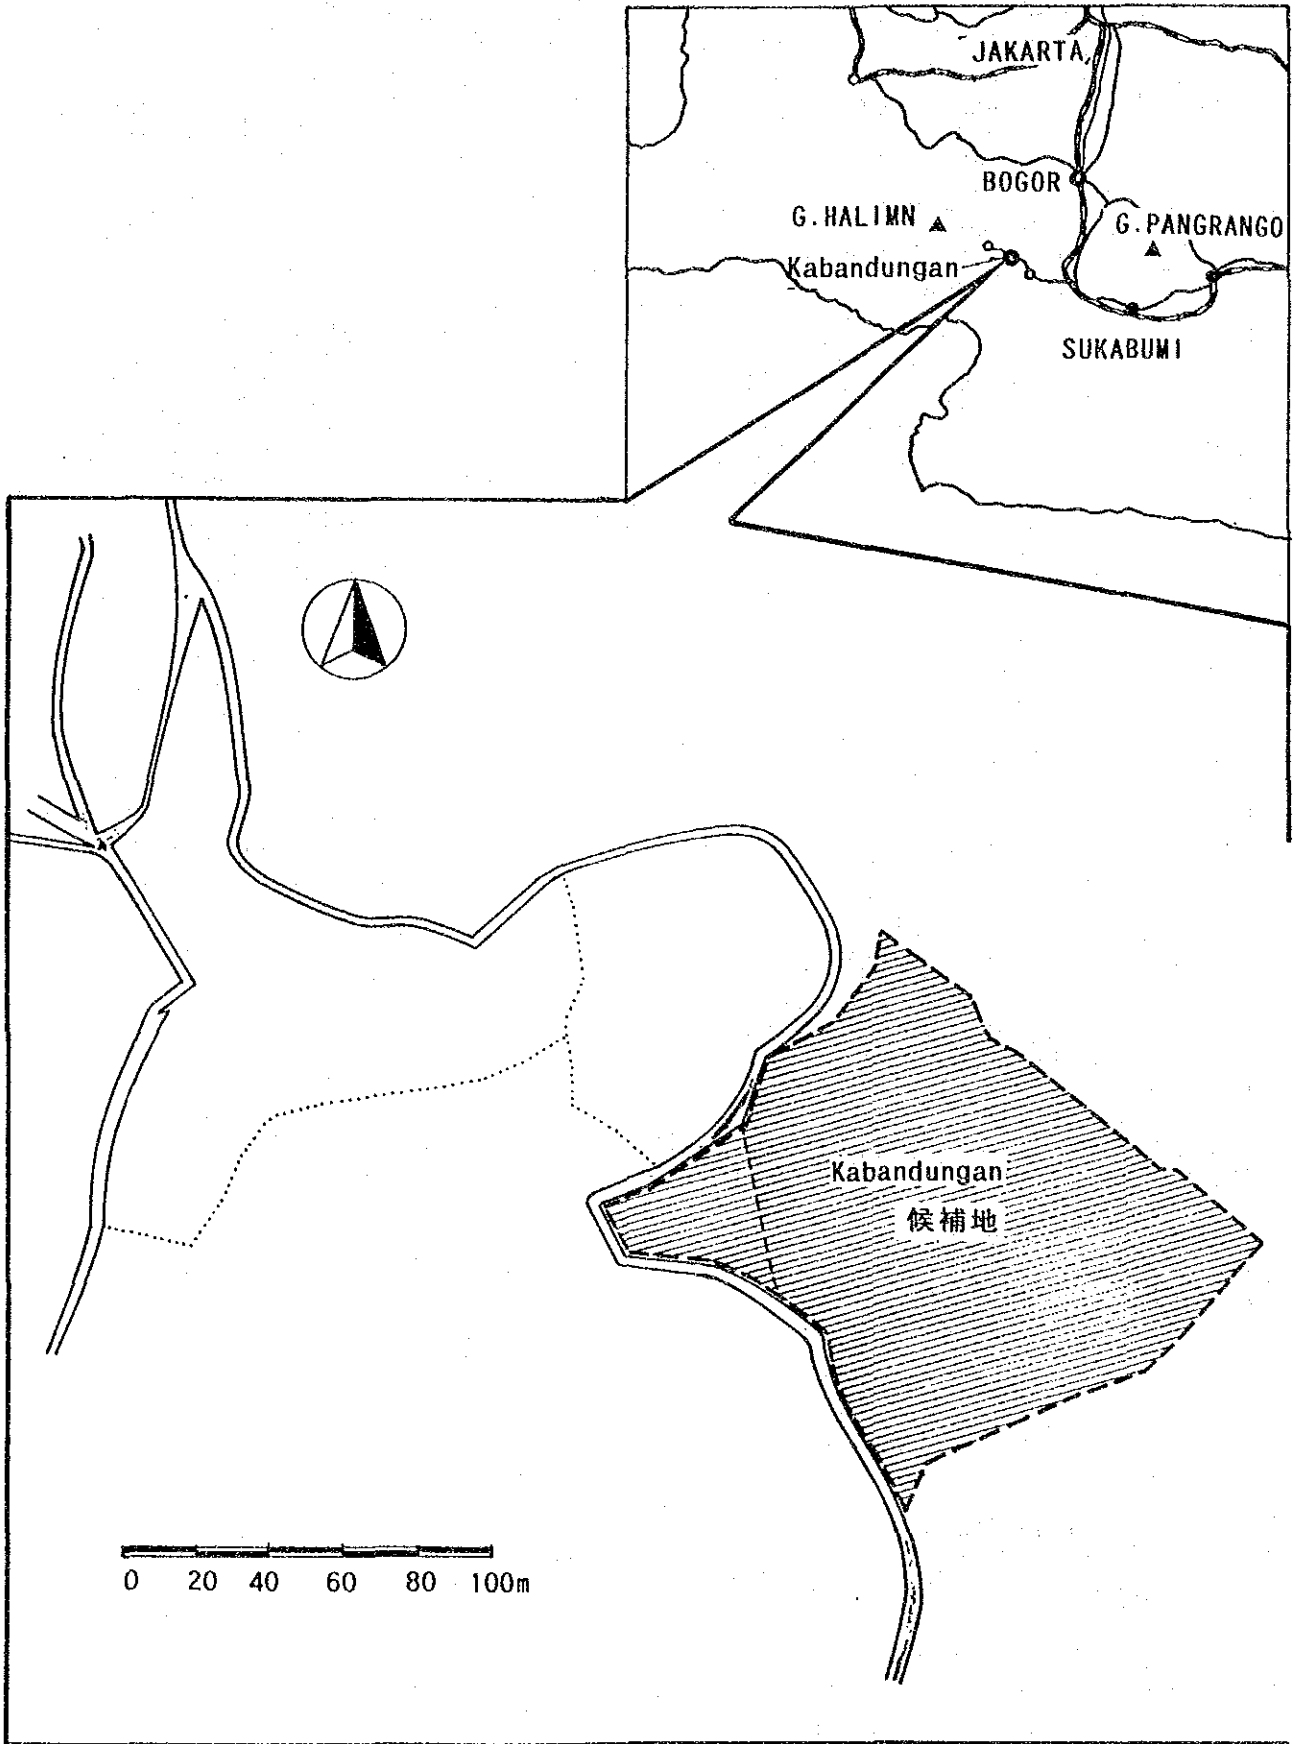 JAKARTA
BOGOR
G.HALIMN
G.PANGRANGO
Kabandungan
SUKABUMI
Kabandungan
候補地
0 20 40 60 80 100m